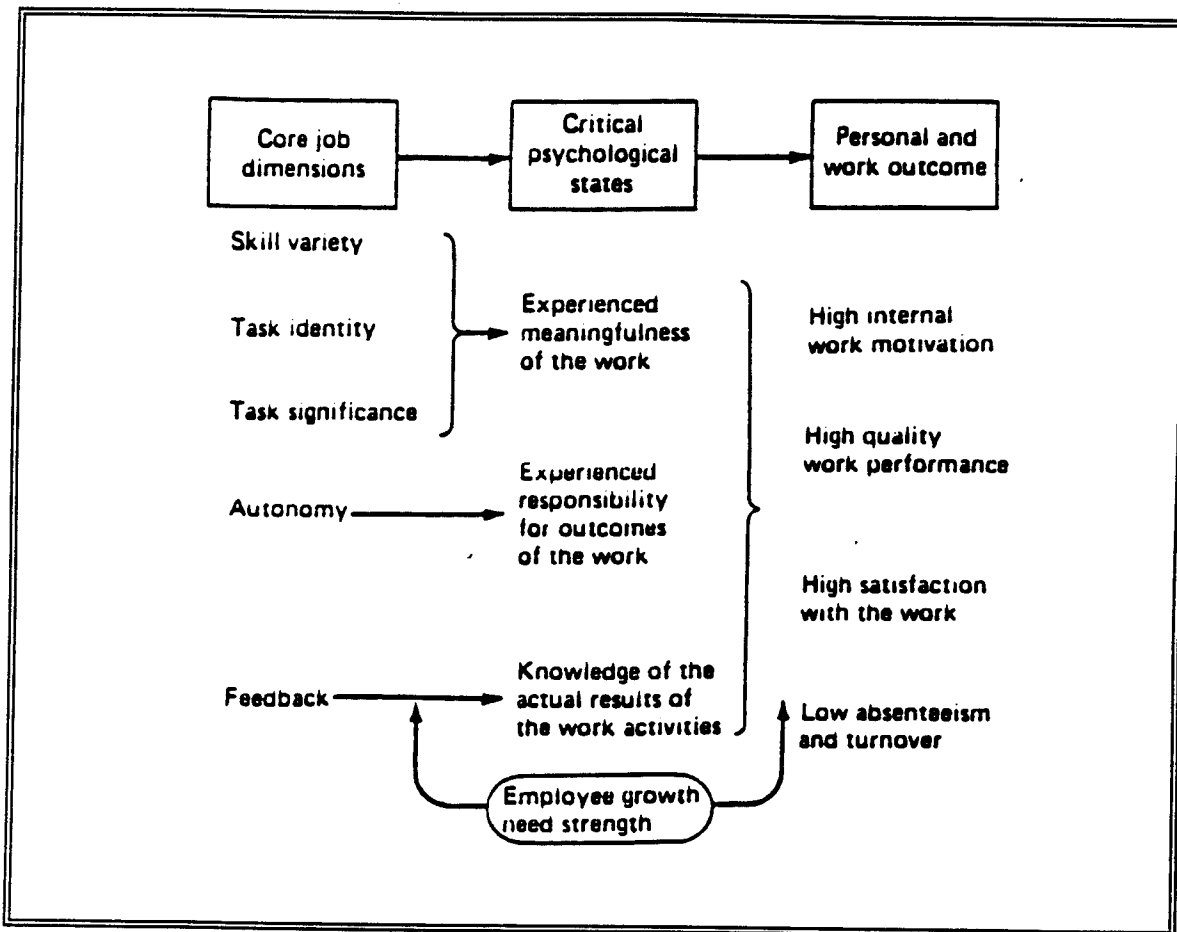 Core job
dimensions
Critical
psychological
states
Personal and
work outcome
Skill variety
Task identity
Task significance
Experienced
meaningfulness
of the work
High internal
work motivation
High quality
work performance
Autonomy
Experienced
responsibility
for outcomes
of the work
High satisfaction
with the work
Feedback
Knowledge of the
actual results of
the work activities
Low absenteeism
and turnover
Employee growth
need strength